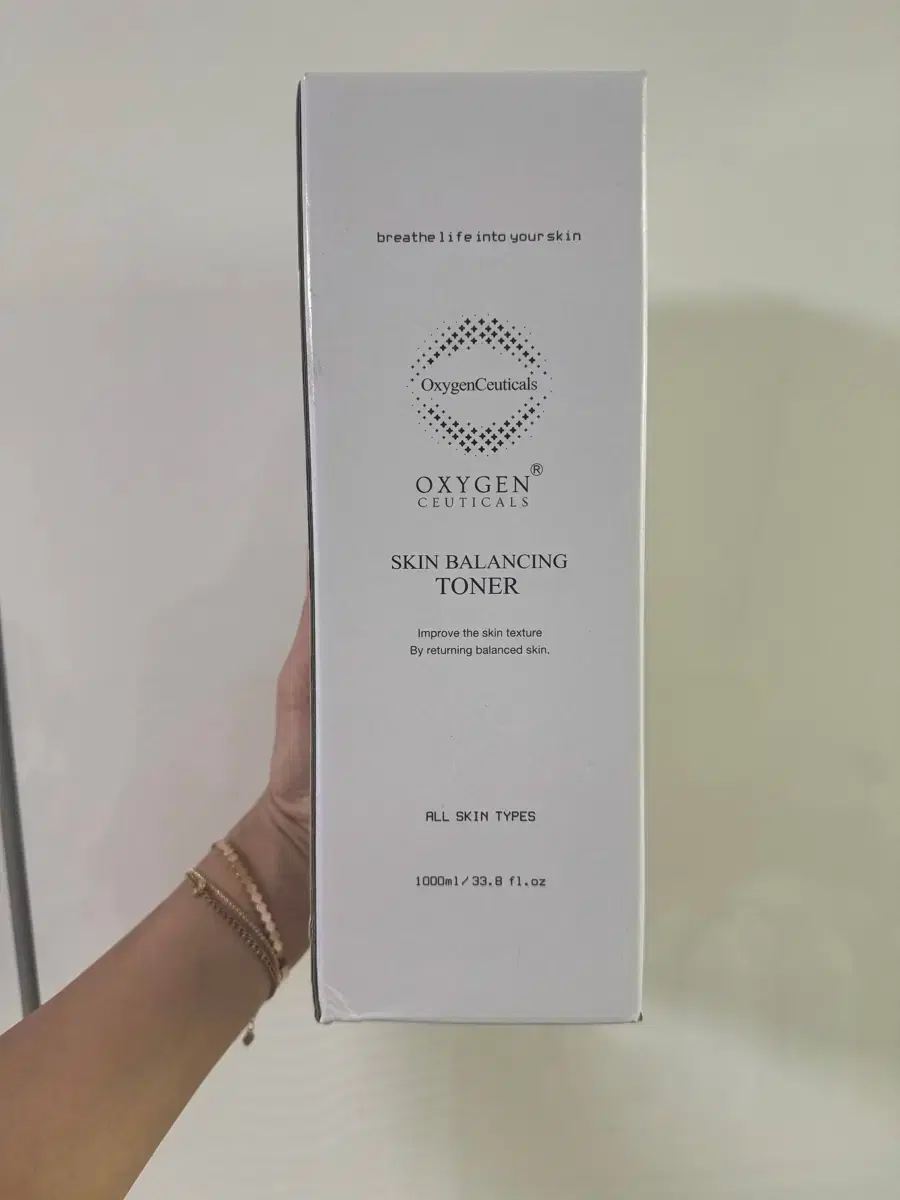 breathe life into your skin
OxygenCeuticals
OXYGEN®
CEUTICALS
SKIN BALANCING
TONER
Improve the skin texture
By returning balanced skin.
ALL SKIN TYPES
1000ml/33.8 fl.oz